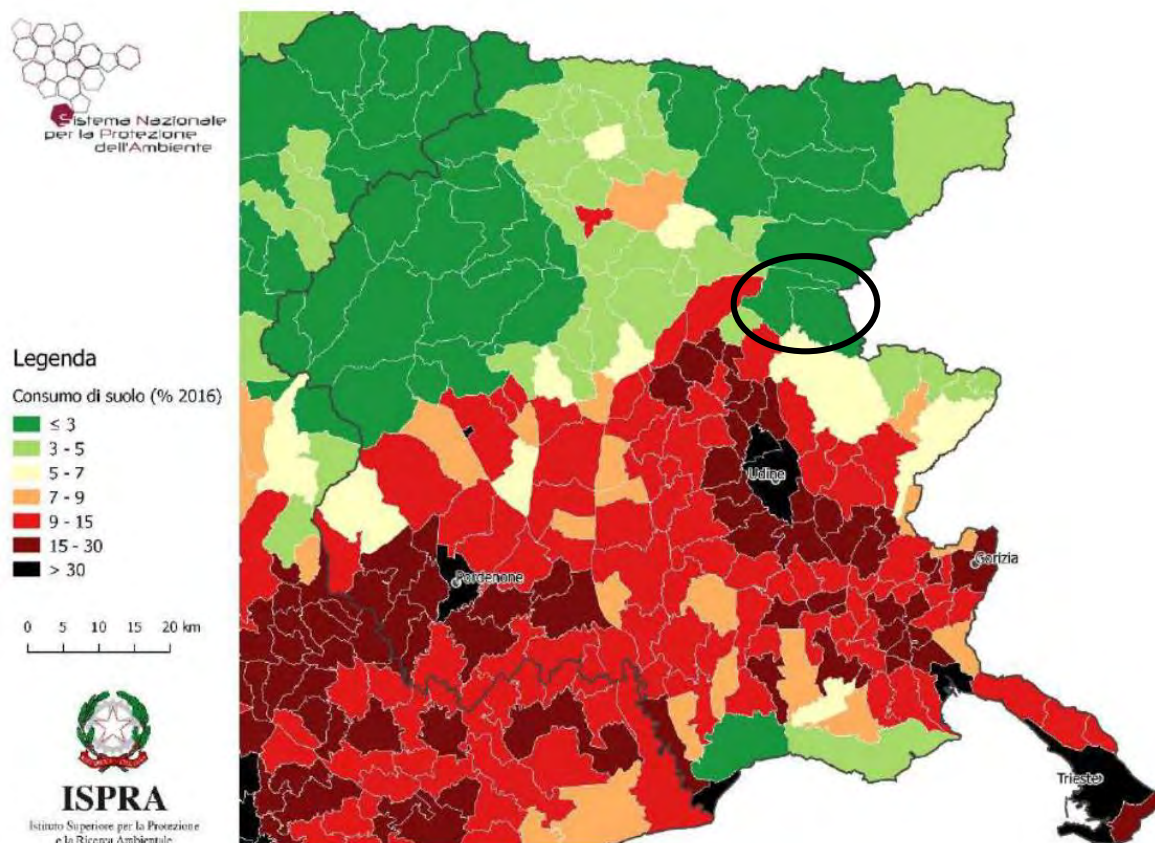 Sistema Nazionale
per la Protezione
dell'Ambiente
Legenda
Consumo di suolo (% 2016)
≤ 3
3 - 5
5 - 7
7 - 9
9 - 15
15 - 30
> 30
0 5 10 15 20 km
ISPRA
Istituto Superiore per la Protezione
e la Ricerca Ambientale
Udine
Pordenone
Gorizia
Trieste